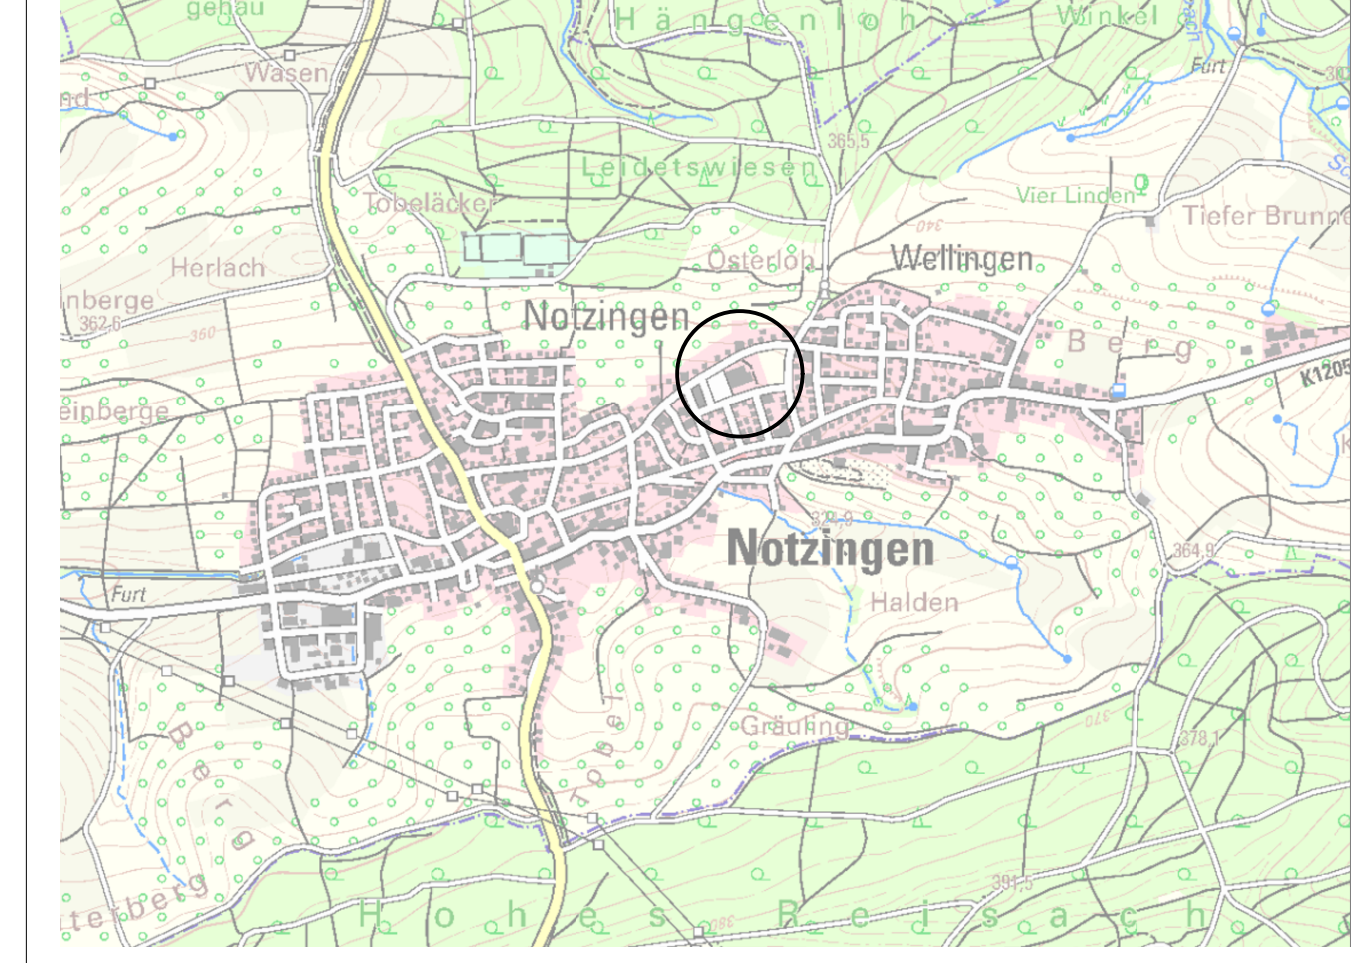 gehau
Hängenloh
Winkel
Wasen
Furt
365,5
Leidetswiesen
Vier Linden
Tobeläcker
Tiefer Brunne
340
Herlach
Osterloh
Wellingen
nberge
362,6
360
Notzingen
Berg
K1205
einberge
324,9
Notzingen
364,9
Furt
Halden
Berg
Gräuling
370
378,1
terberg
391,5
380
Hohes Reisach